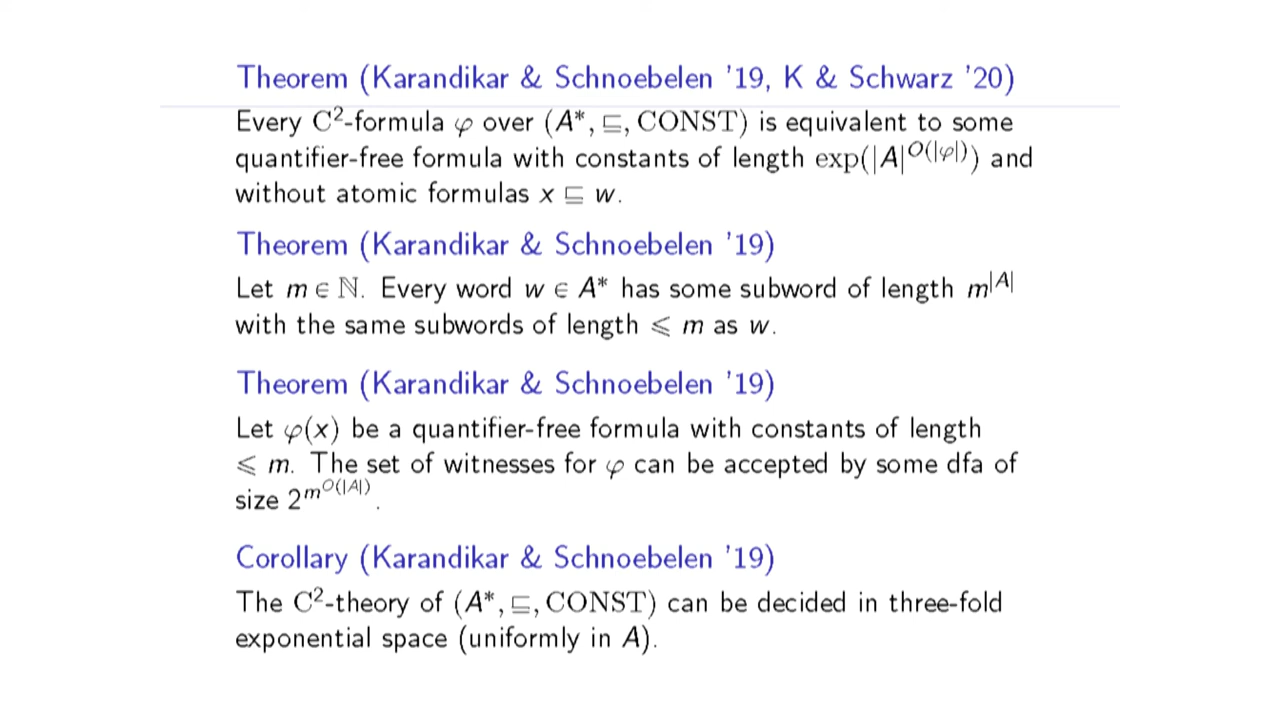 Theorem (Karandikar & Schnoebelen '19, K & Schwarz '20)
Every C²-formula φ over (A*, ⊑, CONST) is equivalent to some
quantifier-free formula with constants of length exp(|A|^{O(|φ|)}) and
without atomic formulas x ⊑ w.
Theorem (Karandikar & Schnoebelen '19)
Let m ∈ ℕ. Every word w ∈ A* has some subword of length m^{|A|}
with the same subwords of length ⩽ m as w.
Theorem (Karandikar & Schnoebelen '19)
Let φ(x) be a quantifier-free formula with constants of length
⩽ m. The set of witnesses for φ can be accepted by some dfa of
size 2^{m^{O(|A|)}}.
Corollary (Karandikar & Schnoebelen '19)
The C²-theory of (A*, ⊑, CONST) can be decided in three-fold
exponential space (uniformly in A).